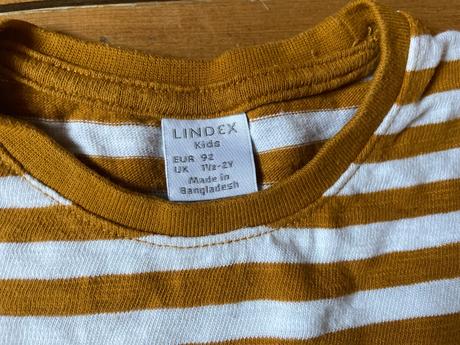 LINDEX
Kids
EUR 92
UK 1½-2Y
Made in
Bangladesh